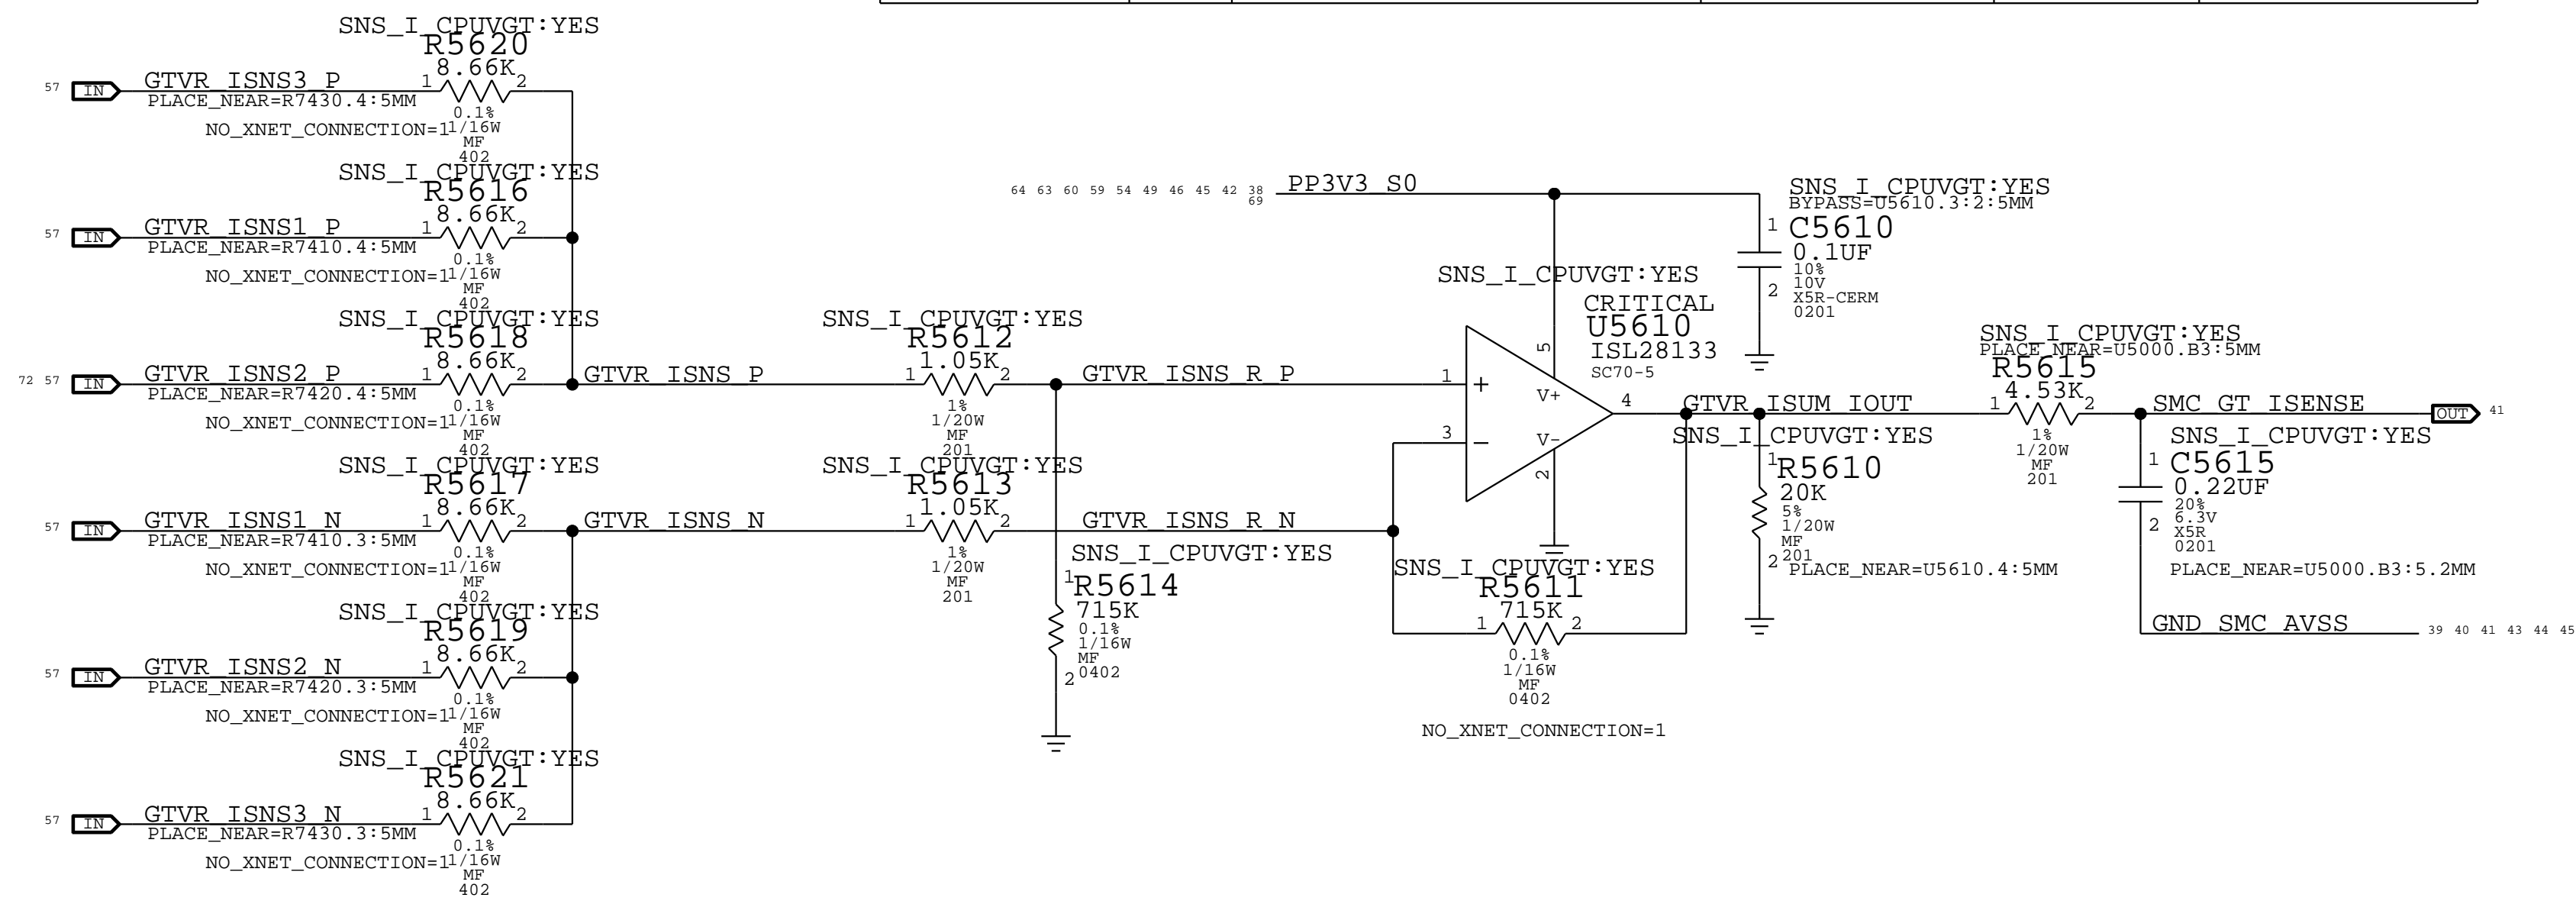 SNS_I_CPUVGT:YES
R5620
8.66K
57 IN GTVR_ISNS3_P 1 2
PLACE_NEAR=R7430.4:5MM
0.1%
NO_XNET_CONNECTION=1 1/16W
MF
402
SNS_I_CPUVGT:YES
R5616
8.66K
57 IN GTVR_ISNS1_P 1 2
PLACE_NEAR=R7410.4:5MM
0.1%
NO_XNET_CONNECTION=1 1/16W
MF
402
SNS_I_CPUVGT:YES
R5618
8.66K
72 57 IN GTVR_ISNS2_P 1 2 GTVR_ISNS_P
PLACE_NEAR=R7420.4:5MM
0.1%
NO_XNET_CONNECTION=1 1/16W
MF
402
SNS_I_CPUVGT:YES
R5617
8.66K
57 IN GTVR_ISNS1_N 1 2 GTVR_ISNS_N
PLACE_NEAR=R7410.3:5MM
0.1%
NO_XNET_CONNECTION=1 1/16W
MF
402
SNS_I_CPUVGT:YES
R5619
8.66K
57 IN GTVR_ISNS2_N 1 2
PLACE_NEAR=R7420.3:5MM
0.1%
NO_XNET_CONNECTION=1 1/16W
MF
402
SNS_I_CPUVGT:YES
R5621
8.66K
57 IN GTVR_ISNS3_N 1 2
PLACE_NEAR=R7430.3:5MM
0.1%
NO_XNET_CONNECTION=1 1/16W
MF
402
SNS_I_CPUVGT:YES
R5612
1.05K
1 2 GTVR_ISNS_R_P
1%
1/20W
MF
201
SNS_I_CPUVGT:YES
R5613
1.05K
1 2 GTVR_ISNS_R_N
1%
1/20W
MF
201
SNS_I_CPUVGT:YES
1 R5614
715K
0.1%
1/16W
MF
2 0402
64 63 60 59 54 49 46 45 42 38 PP3V3_S0
69
SNS_I_CPUVGT:YES
BYPASS=U5610.3:2:5MM
1 C5610
0.1UF
10%
10V
2 X5R-CERM
0201
SNS_I_CPUVGT:YES
CRITICAL
U5610
ISL28133
SC70-5
5
V+
1 +
4
3 −
V−
2
SNS_I_CPUVGT:YES
R5611
715K
1 2
0.1%
1/16W
MF
0402
NO_XNET_CONNECTION=1
GTVR_ISUM_IOUT
SNS_I_CPUVGT:YES
1 R5610
20K
5%
1/20W
MF
2 201
PLACE_NEAR=U5610.4:5MM
SNS_I_CPUVGT:YES
PLACE_NEAR=U5000.B3:5MM
R5615
4.53K
1 2
1%
1/20W
MF
201
SMC_GT_ISENSE OUT 41
SNS_I_CPUVGT:YES
1 C5615
0.22UF
20%
2 6.3V
X5R
0201
PLACE_NEAR=U5000.B3:5.2MM
GND_SMC_AVSS 39 40 41 43 44 45